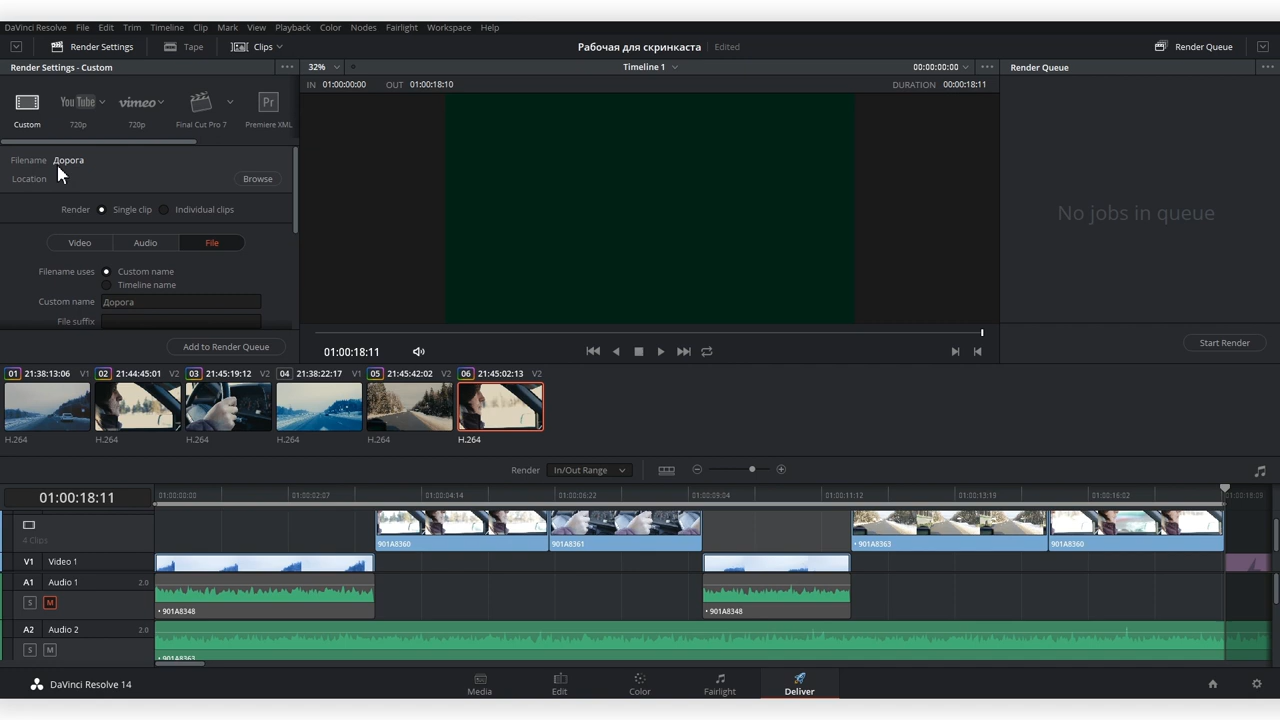 DaVinci Resolve File Edit Trim Timeline Clip Mark View Playback Color Nodes Fairlight Workspace Help
Render Settings Tape Clips Рабочая для скринкаста Edited Render Queue
Render Settings - Custom 32% Timeline 1 00:00:00:00 Render Queue
IN 01:00:00:00 OUT 01:00:18:10 DURATION 00:00:18:11
YouTube vimeo Pr
Custom 720p 720p Final Cut Pro 7 Premiere XML
Filename Дорога
Location Browse
Render Single clip Individual clips
No jobs in queue
Video Audio File
Filename uses Custom name
Timeline name
Custom name Дорога
File suffix
Add to Render Queue
01:00:18:11
Start Render
01 21:38:13:06 V1 02 21:44:45:01 V2 03 21:45:19:12 V2 04 21:38:22:17 V1 05 21:45:42:02 V2 06 21:45:02:13 V2
H.264 H.264 H.264 H.264 H.264 H.264
Render In/Out Range
01:00:18:11 01:00:00:00 01:00:02:07 01:00:04:14 01:00:06:22 01:00:09:04 01:00:11:12 01:00:13:19 01:00:16:02 01:00:18:09
4 Clips 901A8360 901A8361 901A8363 901A8360
V1 Video 1
A1 Audio 1 2.0
S M 901A8348 901A8348
A2 Audio 2 2.0
S M 901A8363
DaVinci Resolve 14 Media Edit Color Fairlight Deliver